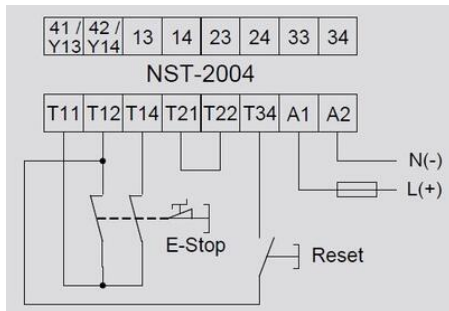 41 / 42 / 13 14 23 24 33 34
Y13 Y14
NST-2004
T11 T12 T14 T21 T22 T34 A1 A2
N(-)
L(+)
E-Stop
Reset